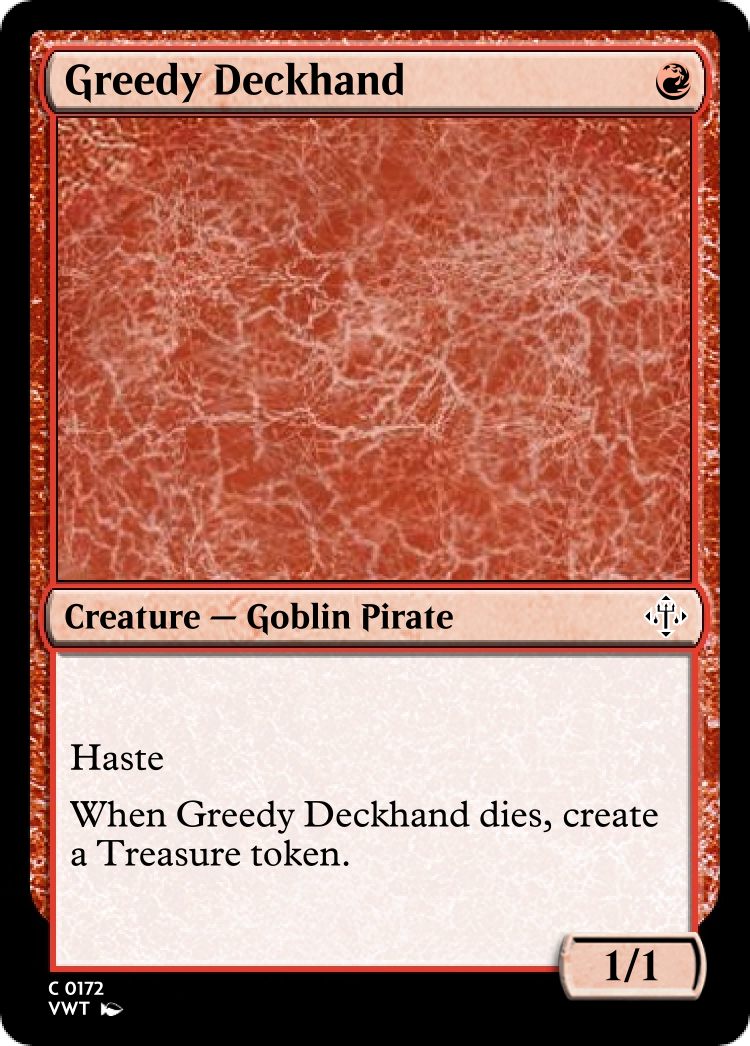 Greedy Deckhand
Creature — Goblin Pirate
Haste
When Greedy Deckhand dies, create
a Treasure token.
1/1
C 0172
VWT